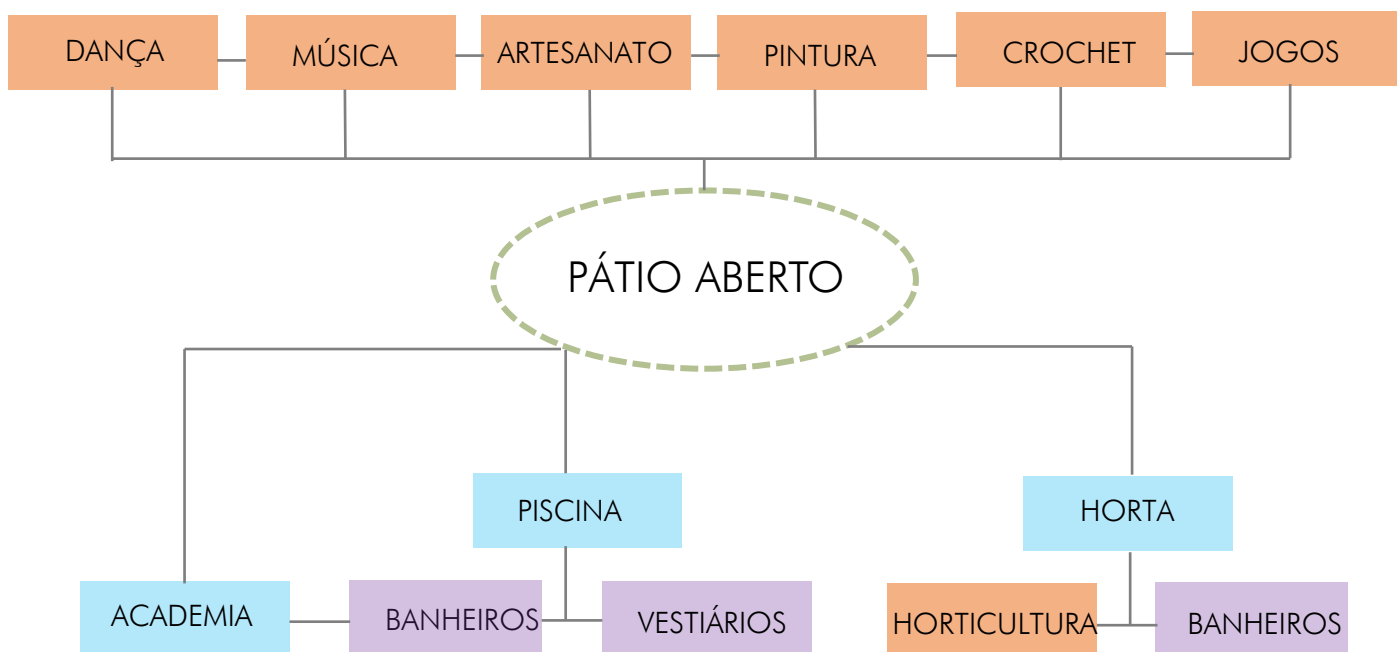 DANÇA
MÚSICA
ARTESANATO
PINTURA
CROCHET
JOGOS
PÁTIO ABERTO
PISCINA
HORTA
ACADEMIA
BANHEIROS
VESTIÁRIOS
HORTICULTURA
BANHEIROS